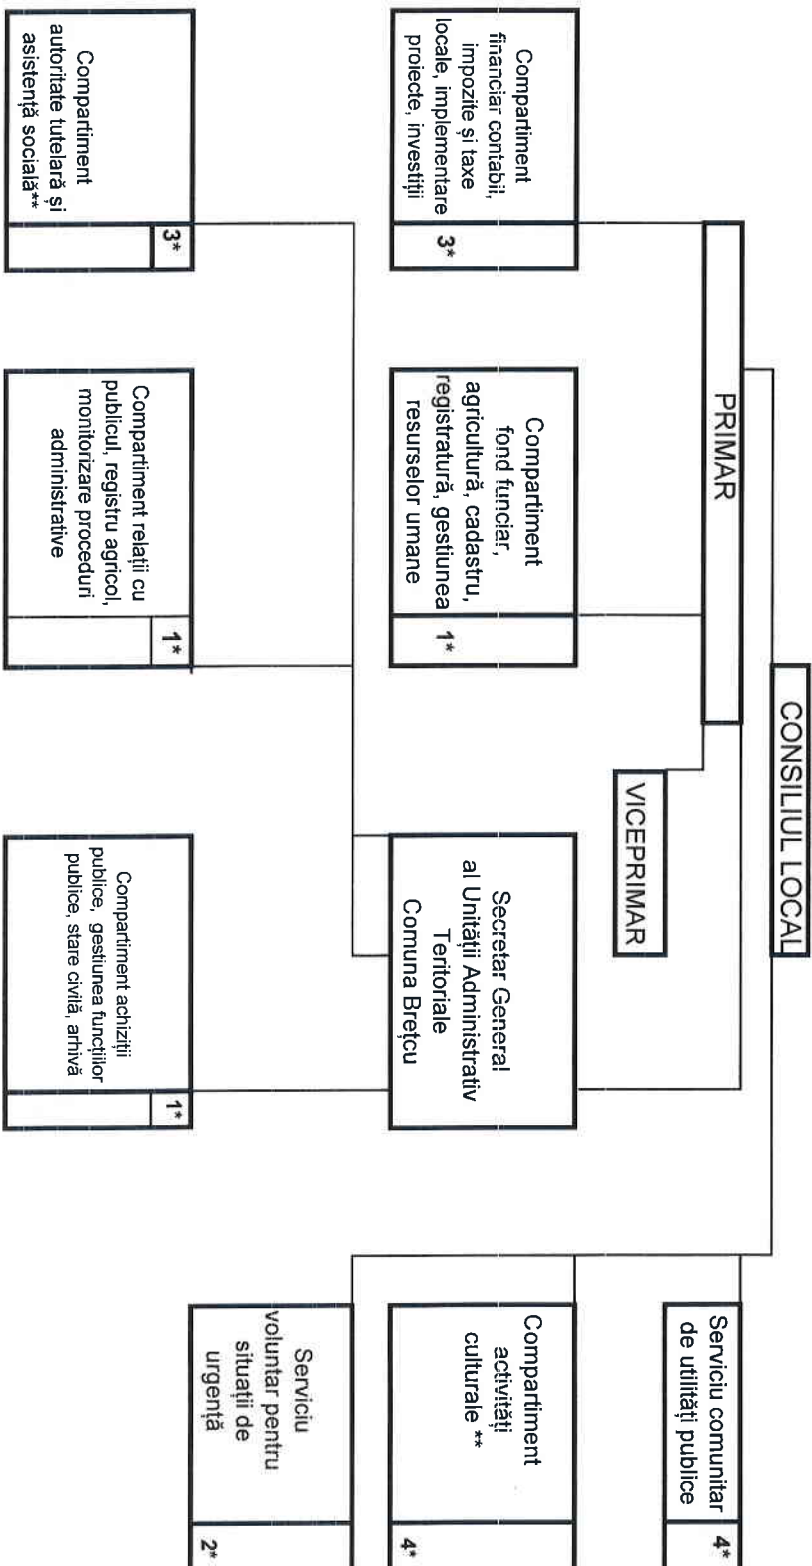 CONSILIUL LOCAL
PRIMAR
VICEPRIMAR
Serviciu comunitar
de utilități publice
4*
Compartiment
financiar contabil,
impozite și taxe
locale, implementare
proiecte, investiții
3*
Compartiment
fond funciar,
agricultură, cadastru,
registratură, gestiunea
resurselor umane
1*
Secretar General
al Unității Administrativ
Teritoriale
Comuna Brețcu
Compartiment
activități
culturale **
4*
Compartiment
autoritate tutelară și
asistență socială**
3*
Compartiment relații cu
publicul, registru agricol,
monitorizare proceduri
administrative
1*
Compartiment achiziții
publice, gestiunea funcțiilor
publice, stare civilă, arhivă
1*
Serviciu
voluntar pentru
situații de
urgență
2*